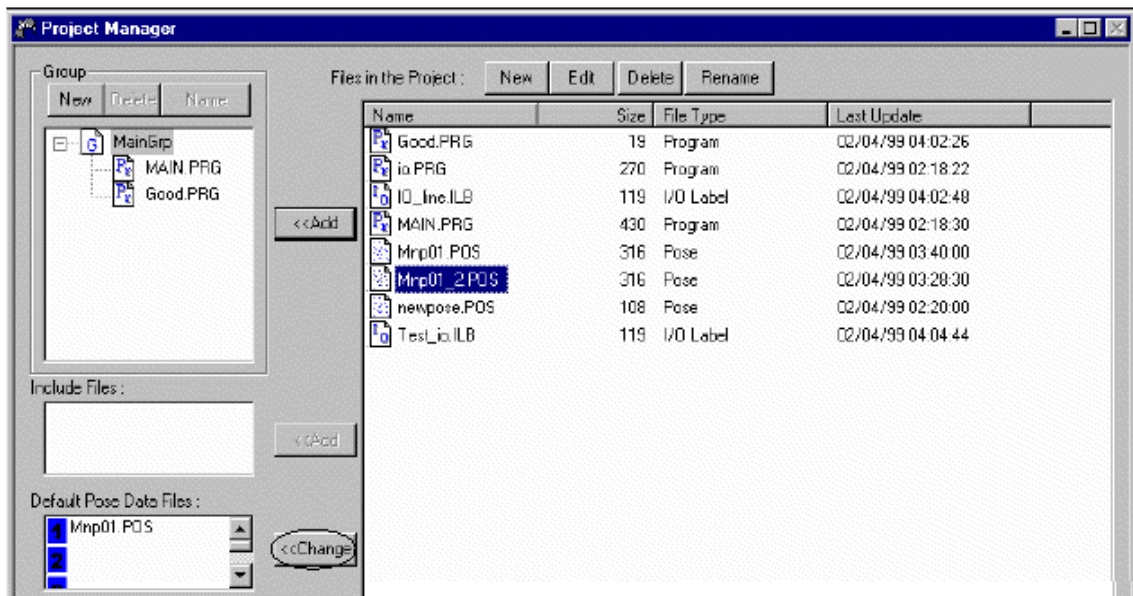 Project Manager
Group
New Delete Name
G MainGrp
MAIN.PRG
Good.PRG
<<Add
Include Files :
<<Add
Default Pose Data Files :
1 Mnp01.POS
2
<<Change
Files in the Project : New Edit Delete Rename
Name Size File Type Last Update
Good.PRG 19 Program 02/04/99 04:02:26
io.PRG 270 Program 02/04/99 02:18:22
IO_line.ILB 119 I/O Label 02/04/99 04:02:48
MAIN.PRG 430 Program 02/04/99 02:18:30
Mnp01.POS 316 Pose 02/04/99 03:40:00
Mnp01_2.POS 316 Pose 02/04/99 03:28:30
newpose.POS 108 Pose 02/04/99 02:20:00
Test_io.ILB 119 I/O Label 02/04/99 04:04:44